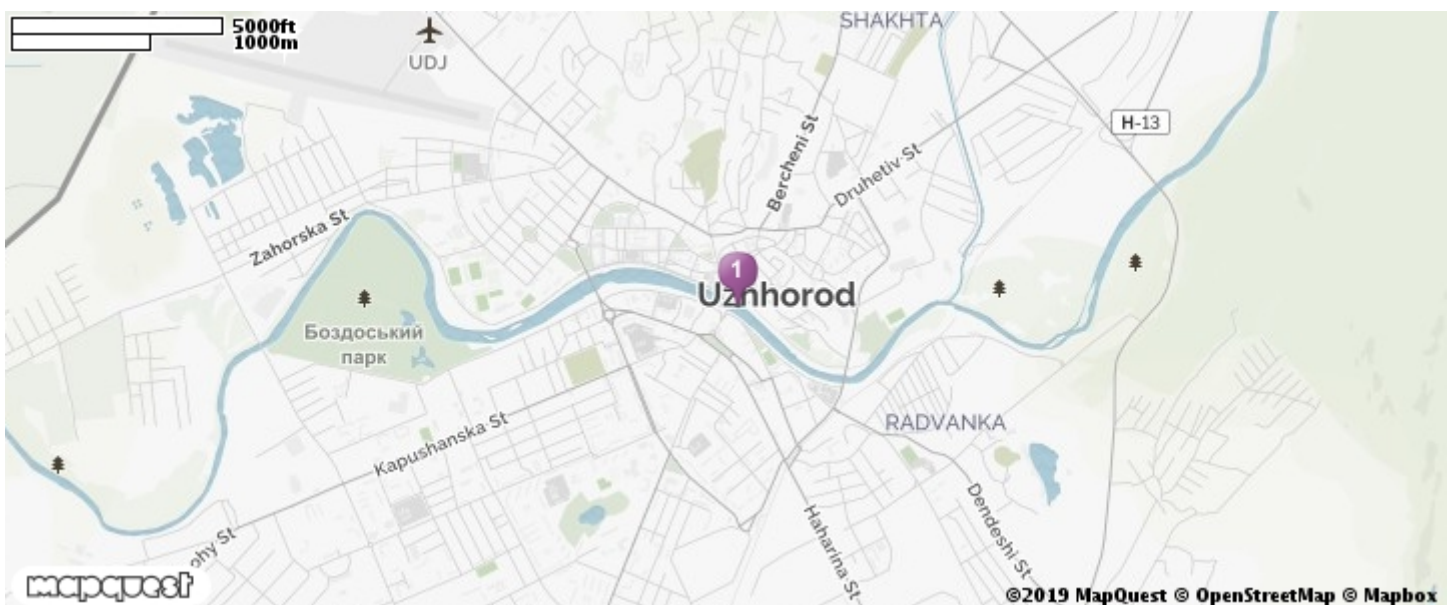 5000ft
1000m
UDJ
SHAKHTA
H-13
Bercheni St
Druhetiv St
Zahorska St
1
Uzhhorod
Боздоський
парк
Kapushanska St
RADVANKA
Dendeshi St
Haharina St
ohy St
mapquest
©2019 MapQuest © OpenStreetMap © Mapbox